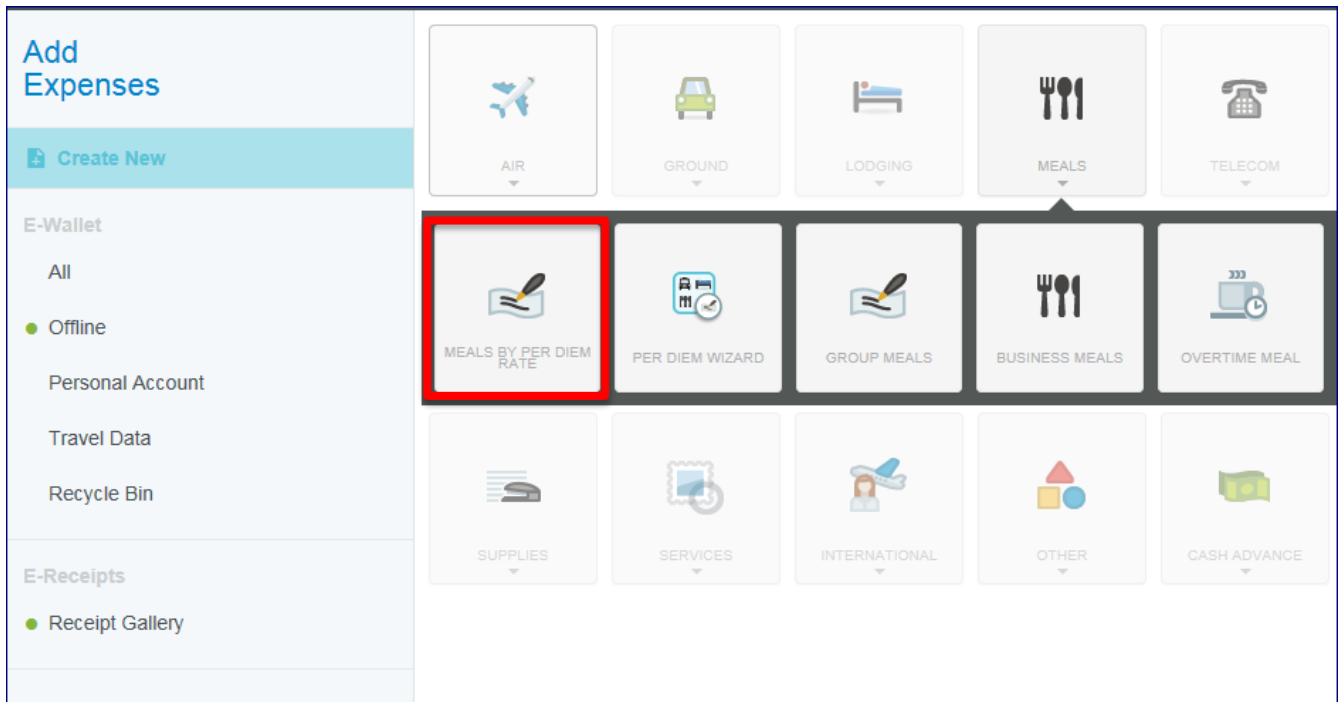 Add
Expenses
Create New
E-Wallet
All
Offline
Personal Account
Travel Data
Recycle Bin
E-Receipts
Receipt Gallery
AIR
GROUND
LODGING
MEALS
TELECOM
MEALS BY PER DIEM
RATE
PER DIEM WIZARD
GROUP MEALS
BUSINESS MEALS
OVERTIME MEAL
SUPPLIES
SERVICES
INTERNATIONAL
OTHER
CASH ADVANCE